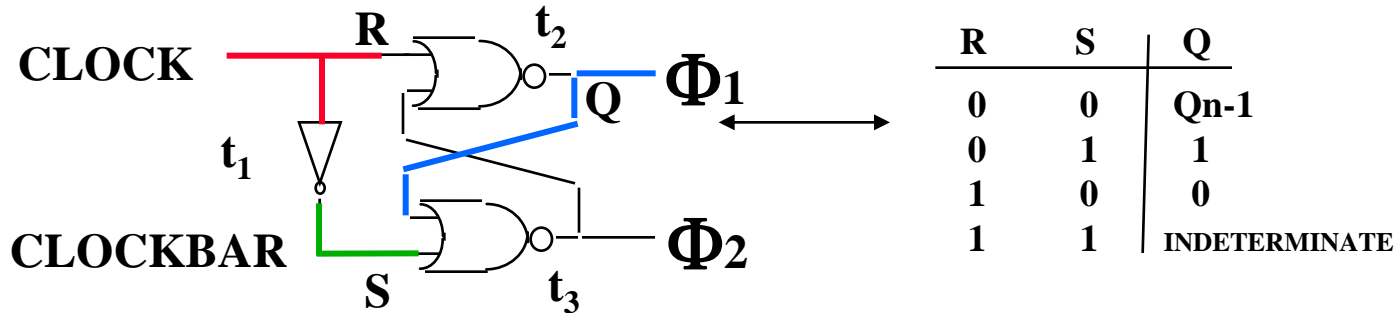 CLOCK
R
t2
Φ1
Q
t1
CLOCKBAR
S
t3
Φ2
R S Q
0 0 Qn-1
0 1 1
1 0 0
1 1 INDETERMINATE